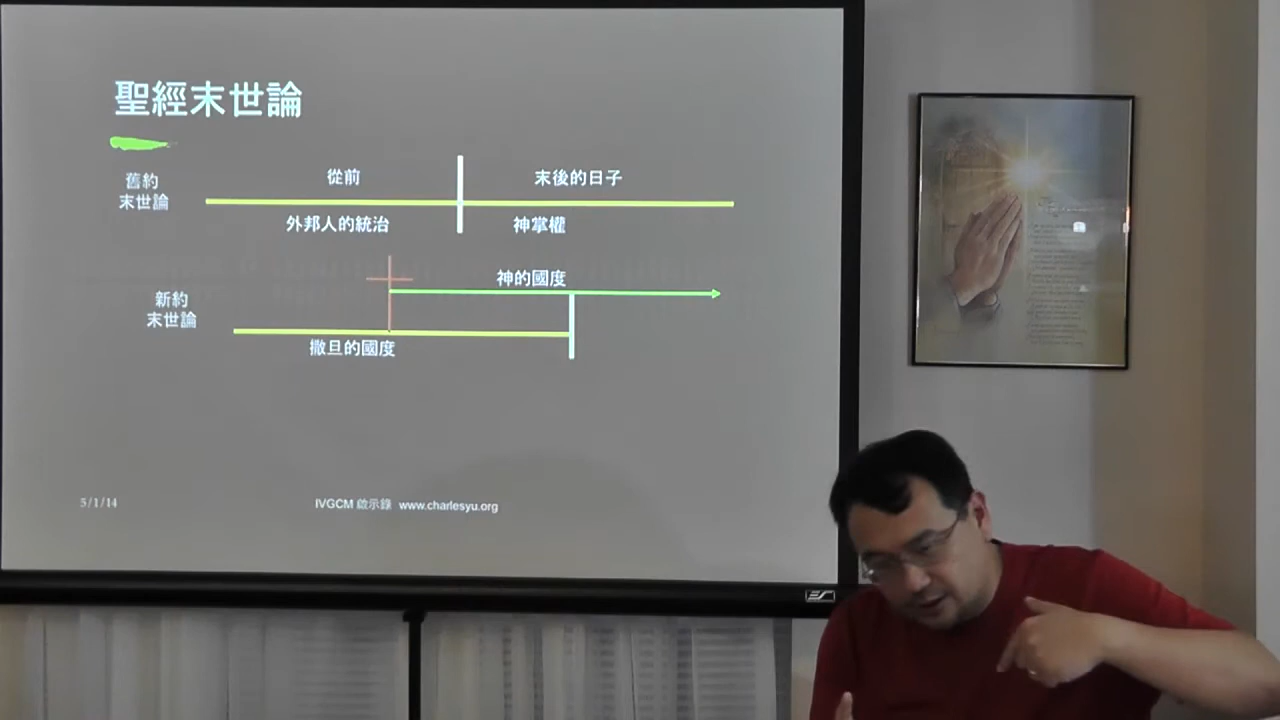 聖經末世論
舊約
末世論
從前
末後的日子
外邦人的統治
神掌權
新約
末世論
神的國度
撒旦的國度
5/1/14
IVGCM 啟示錄 www.charlesyu.org